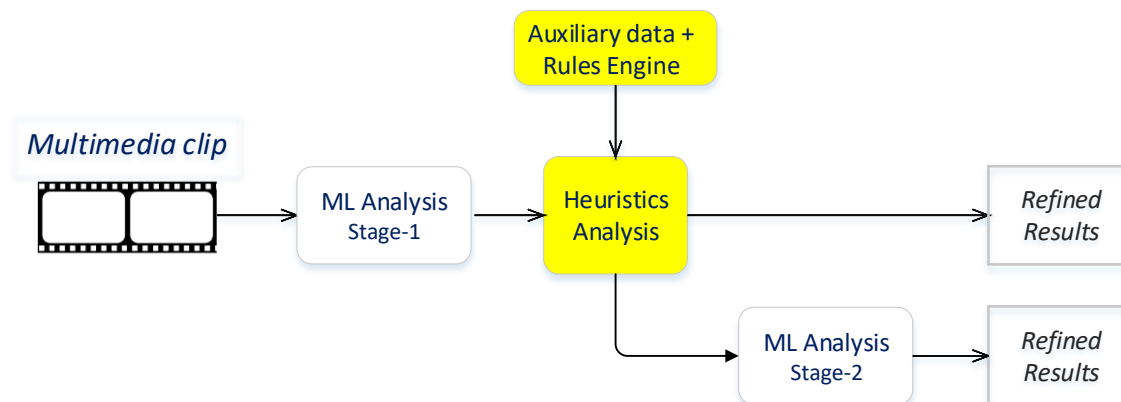 Auxiliary data +
Rules Engine
Multimedia clip
ML Analysis
Stage-1
Heuristics
Analysis
Refined
Results
ML Analysis
Stage-2
Refined
Results